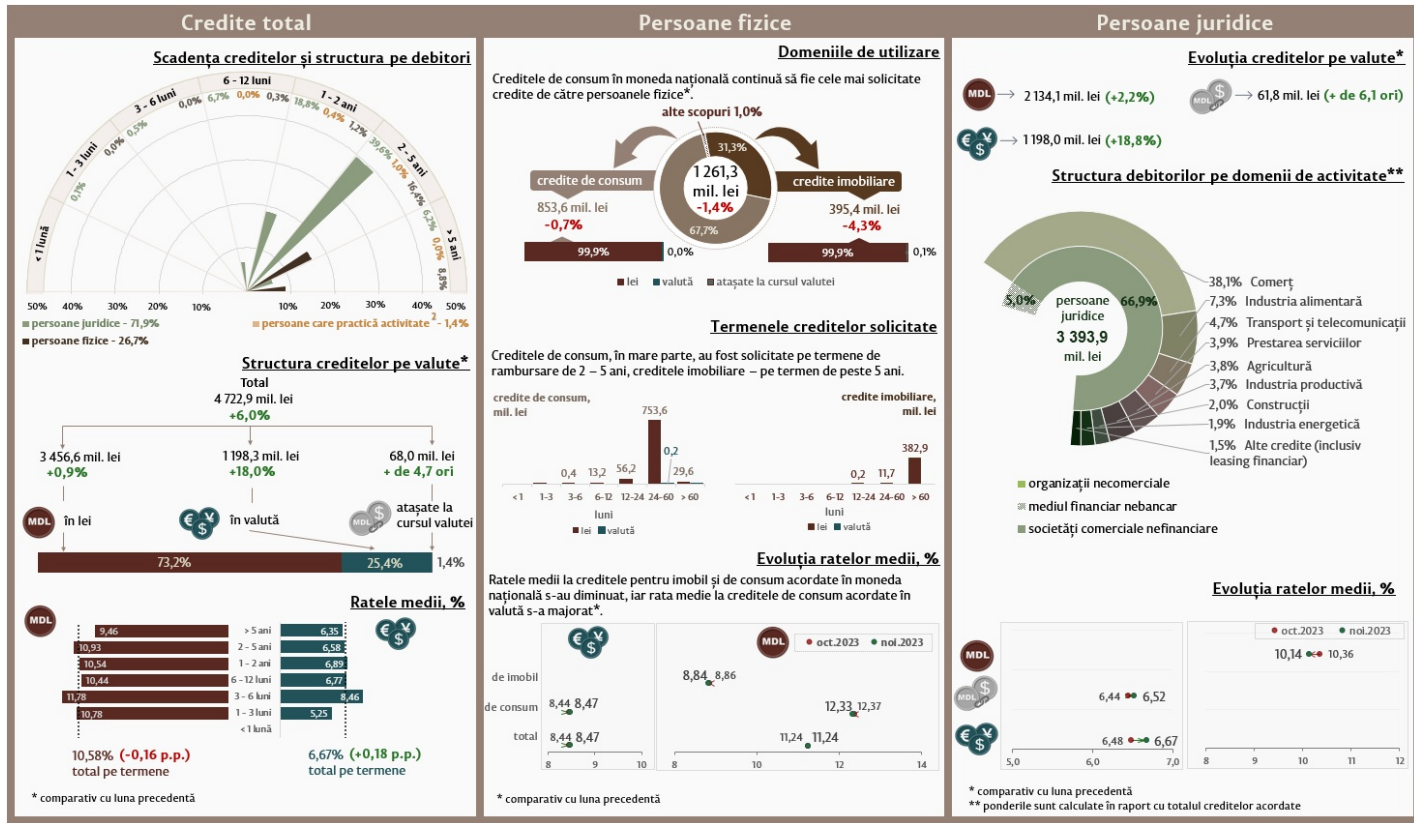 Credite total
Scadența creditelor și structura pe debitori
< 1 lună
1 - 3 luni
3 - 6 luni
6 - 12 luni
1 - 2 ani
2 - 5 ani
> 5 ani
0,1%
0,0%
0,5%
0,0%
6,7%
0,0%
0,3%
18,8%
0,4%
1,2%
39,6%
1,0%
16,4%
6,2%
0,0%
8,8%
50% 40% 30% 20% 10% 10% 20% 30% 40% 50%
persoane juridice - 71,9%
persoane care practică activitate 2 - 1,4%
persoane fizice - 26,7%
Structura creditelor pe valute*
Total
4 722,9 mil. lei
+6,0%
3 456,6 mil. lei
+0,9%
1 198,3 mil. lei
+18,0%
68,0 mil. lei
+ de 4,7 ori
MDL
în lei
€ ¥ $
în valută
MDL $
atașate la
cursul valutei
73,2% 25,4% 1,4%
Ratele medii, %
MDL
€ ¥ $
9,46 > 5 ani 6,35
10,93 2 - 5 ani 6,58
10,54 1 - 2 ani 6,89
10,44 6 - 12 luni 6,77
11,78 3 - 6 luni 8,46
10,78 1 - 3 luni 5,25
< 1 lună
10,58% (-0,16 p.p.)
total pe termene
6,67% (+0,18 p.p.)
total pe termene
* comparativ cu luna precedentă
Persoane fizice
Domeniile de utilizare
Creditele de consum în moneda națională continuă să fie cele mai solicitate
credite de către persoanele fizice*.
alte scopuri 1,0%
31,3%
1 261,3
mil. lei
-1,4%
67,7%
credite de consum
853,6 mil. lei
-0,7%
99,9% 0,0%
credite imobiliare
395,4 mil. lei
-4,3%
99,9% 0,1%
lei valută atașate la cursul valutei
Termenele creditelor solicitate
Creditele de consum, în mare parte, au fost solicitate pe termene de
rambursare de 2 – 5 ani, creditele imobiliare – pe termen de peste 5 ani.
credite de consum,
mil. lei
0,4 13,2 56,2 753,6 0,2 29,6
< 1 1-3 3-6 6-12 12-24 24-60 > 60
luni
lei valută
credite imobiliare,
mil. lei
0,2 11,7 382,9
< 1 1-3 3-6 6-12 12-24 24-60 > 60
luni
lei valută
Evoluția ratelor medii, %
Ratele medii la creditele pentru imobil și de consum acordate în moneda
națională s-au diminuat, iar rata medie la creditele de consum acordate în
valută s-a majorat*.
€ ¥ $
MDL
oct.2023 noi.2023
de imobil 8,84 8,86
de consum 8,44 8,47 12,33 12,37
total 8,44 8,47 11,24 11,24
8 9 10 8 10 12 14
* comparativ cu luna precedentă
Persoane juridice
Evoluția creditelor pe valute*
MDL 2 134,1 mil. lei (+2,2%)
MDL $ 61,8 mil. lei (+ de 6,1 ori)
€ ¥ $ 1 198,0 mil. lei (+18,8%)
Structura debitorilor pe domenii de activitate**
5,0%
66,9%
persoane
juridice
3 393,9
mil. lei
38,1% Comerț
7,3% Industria alimentară
4,7% Transport și telecomunicații
3,9% Prestarea serviciilor
3,8% Agricultură
3,7% Industria productivă
2,0% Construcții
1,9% Industria energetică
1,5% Alte credite (inclusiv
leasing financiar)
organizații necomerciale
mediul financiar nebancar
societăți comerciale nefinanciare
Evoluția ratelor medii, %
oct.2023 noi.2023
MDL 10,14 10,36
MDL $ 6,44 6,52
€ ¥ $ 6,48 6,67
5,0 6,0 7,0 8 9 10 11 12
* comparativ cu luna precedentă
** ponderile sunt calculate în raport cu totalul creditelor acordate